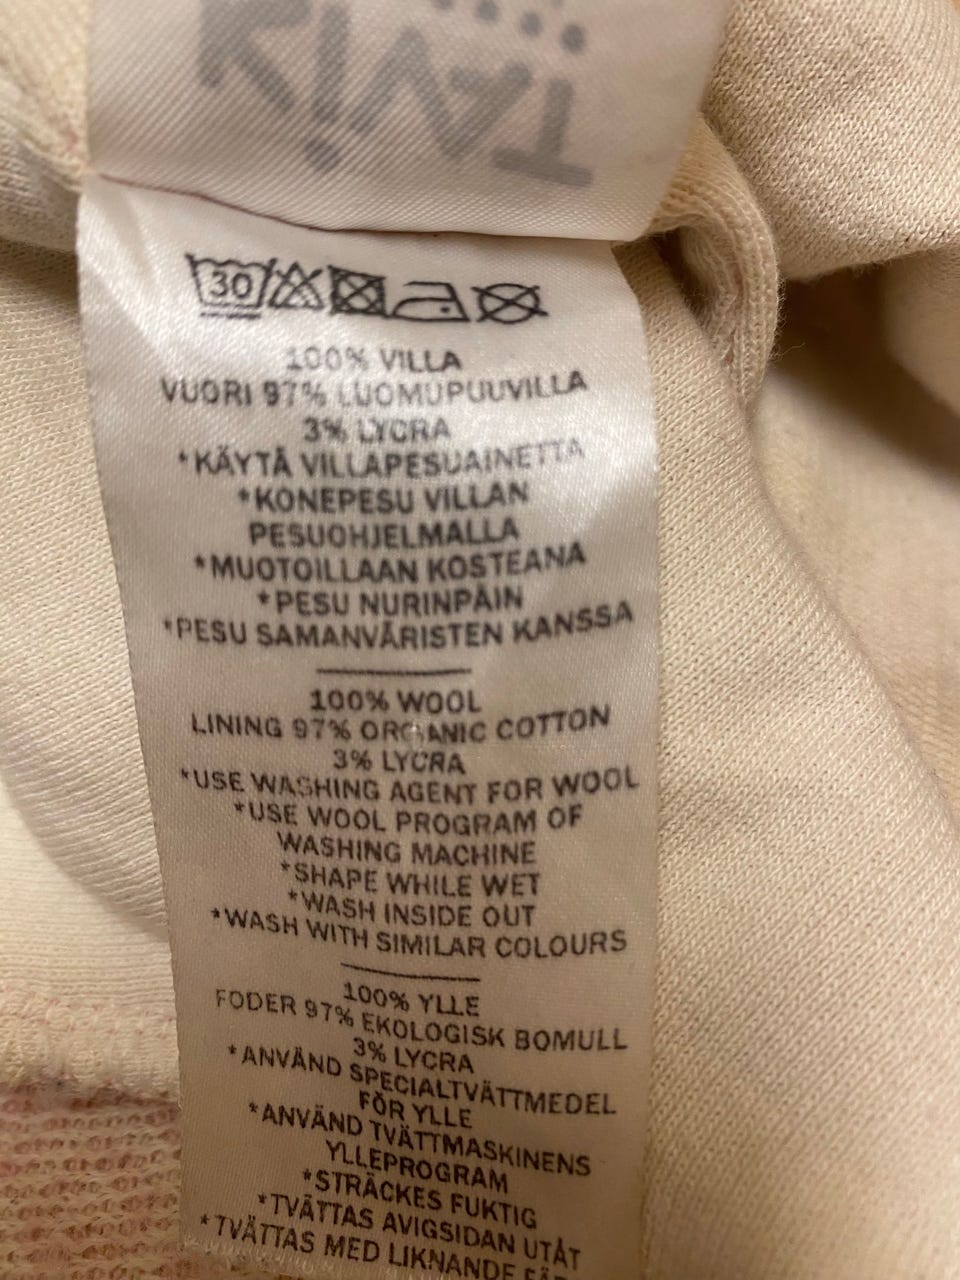 30
100% VILLA
VUORI 97% LUOMUPUUVILLA
3% LYCRA
*KÄYTÄ VILLAPESUAINETTA
*KONEPESU VILLAN
PESUOHJELMALLA
*MUOTOILLAAN KOSTEANA
*PESU NURINPÄIN
*PESU SAMANVÄRISTEN KANSSA
100% WOOL
LINING 97% ORGANIC COTTON
3% LYCRA
*USE WASHING AGENT FOR WOOL
*USE WOOL PROGRAM OF
WASHING MACHINE
*SHAPE WHILE WET
*WASH INSIDE OUT
*WASH WITH SIMILAR COLOURS
100% YLLE
FODER 97% EKOLOGISK BOMULL
3% LYCRA
*ANVÄND SPECIALTVÄTTMEDEL
FÖR YLLE
*ANVÄND TVÄTTMASKINENS
YLLEPROGRAM
*STRÄCKES FUKTIG
*TVÄTTAS AVIGSIDAN UTÅT
*TVÄTTAS MED LIKNANDE